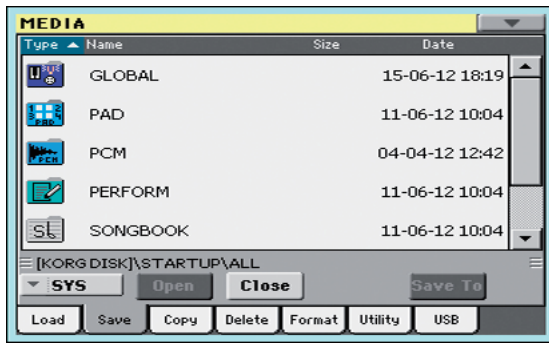 MEDIA
Type Name Size Date
GLOBAL 15-06-12 18:19
PAD 11-06-12 10:04
PCM PCM 04-04-12 12:42
PERFORM 11-06-12 10:04
SL SONGBOOK 11-06-12 10:04
[KORG DISK]\STARTUP\ALL
SYS Open Close Save To
Load Save Copy Delete Format Utility USB